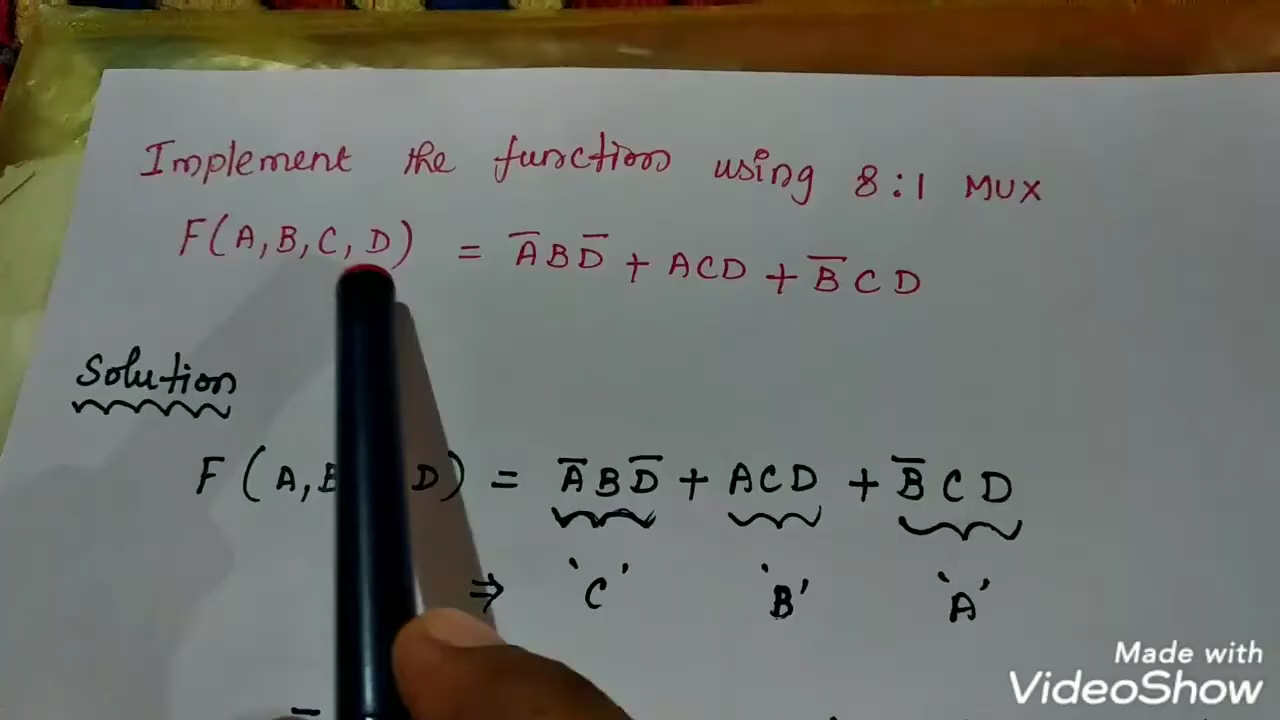 Implement the function using 8:1 MUX
F(A,B,C,D) = A̅BD̅ + ACD + B̅CD
Solution
F(A,B D) = A̅BD̅ + ACD + B̅CD
⇒ 'C' 'B' 'A'
Made with
VideoShow